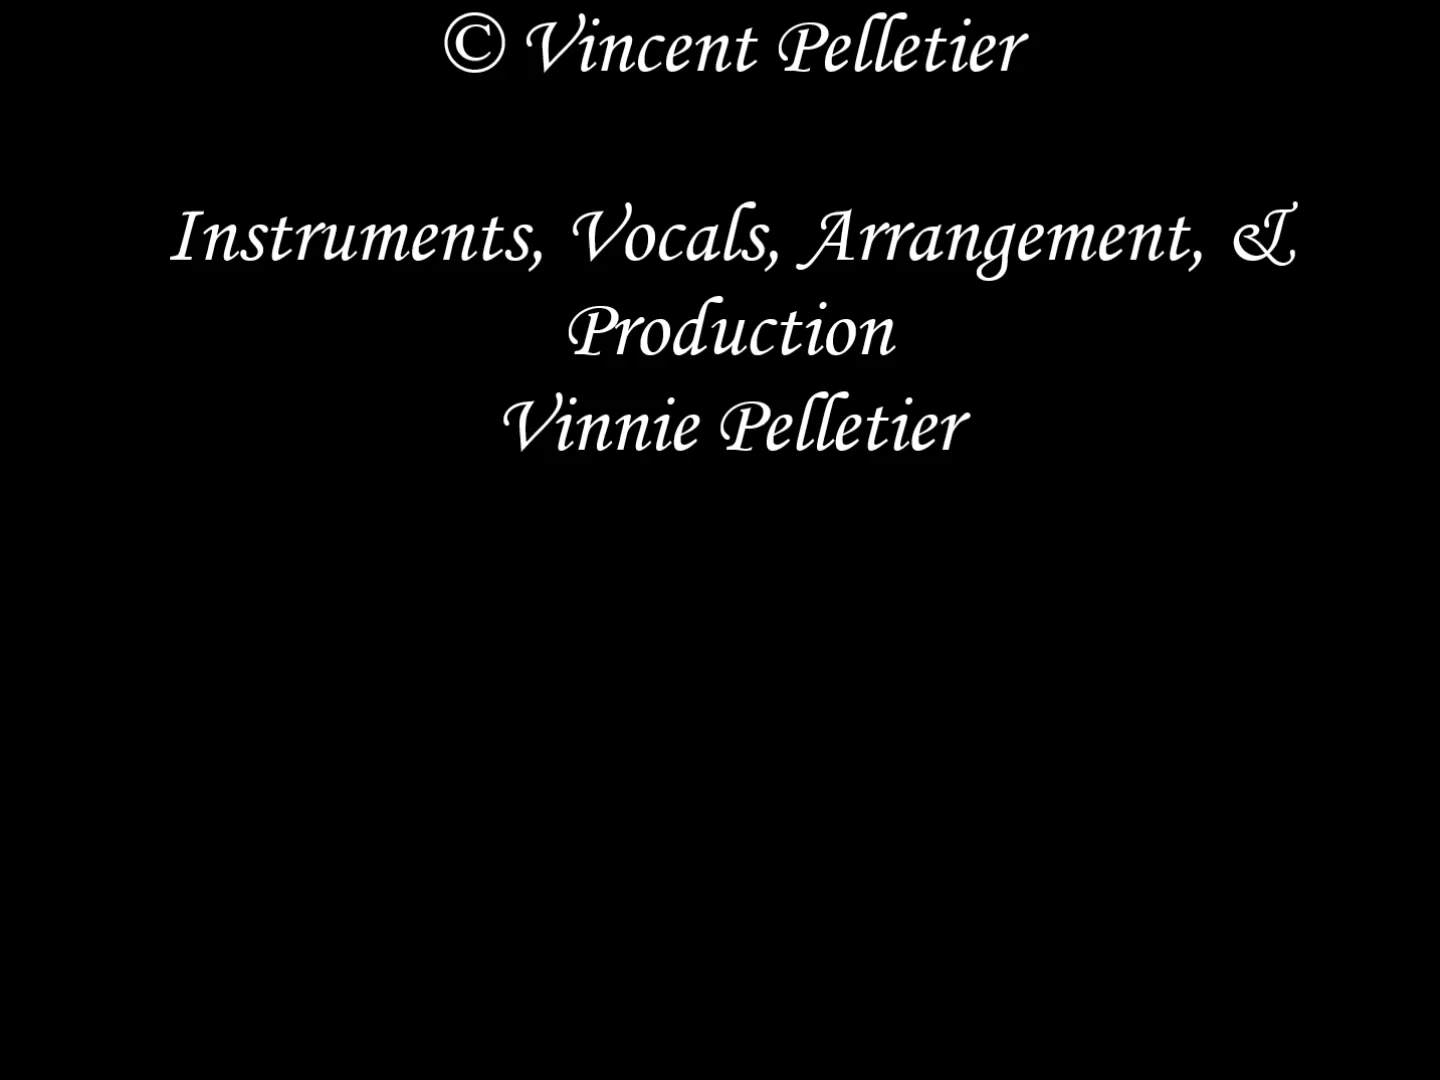 © Vincent Pelletier
Instruments, Vocals, Arrangement, &
Production
Vinnie Pelletier